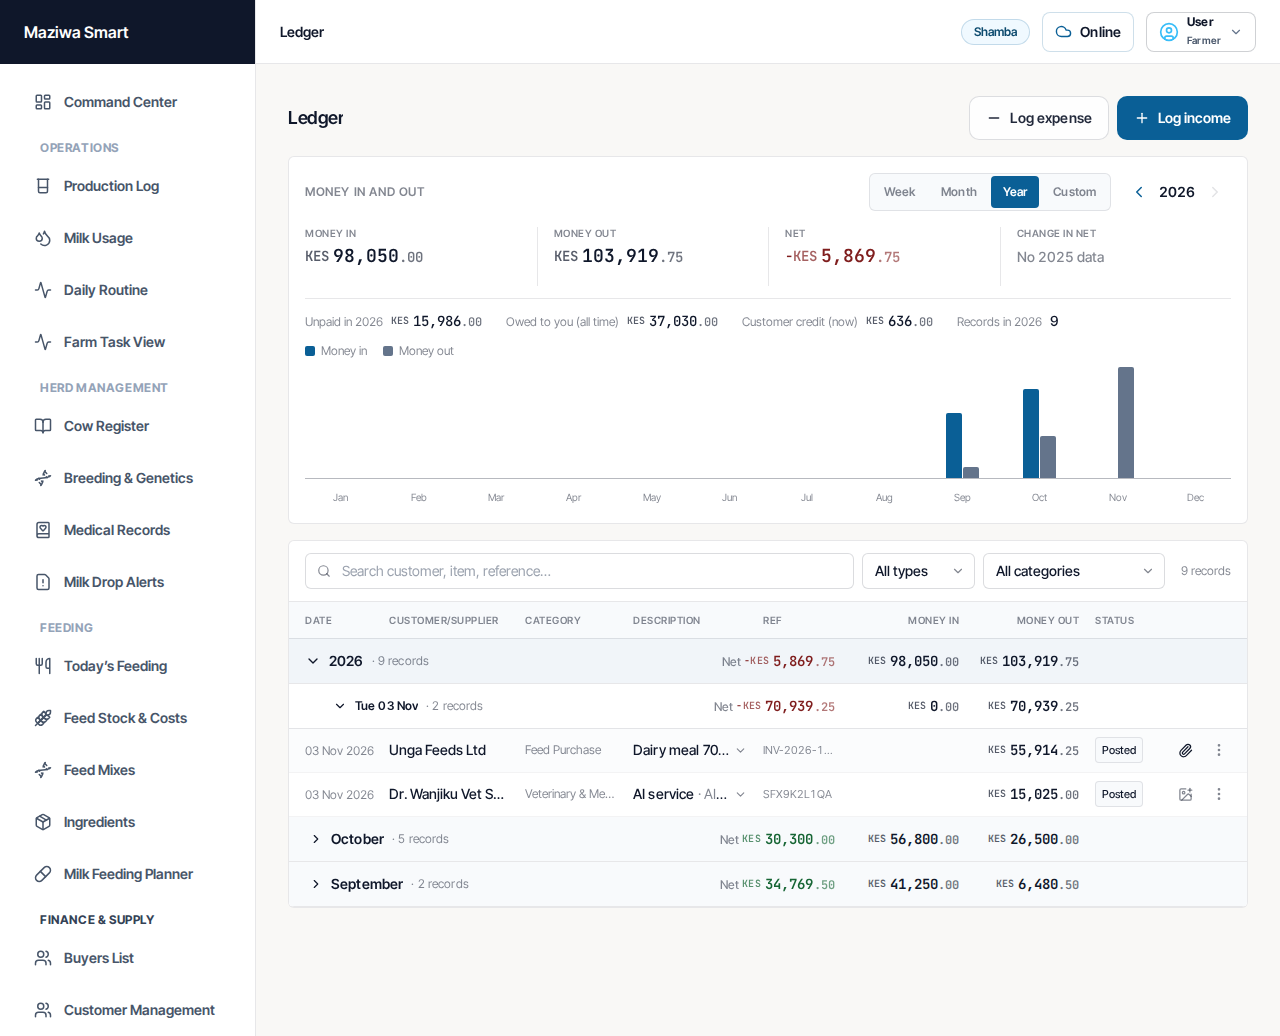 Maziwa Smart
Ledger
Shamba
Online
User
Farmer
Command Center
OPERATIONS
Production Log
Milk Usage
Daily Routine
Farm Task View
HERD MANAGEMENT
Cow Register
Breeding & Genetics
Medical Records
Milk Drop Alerts
FEEDING
Today's Feeding
Feed Stock & Costs
Feed Mixes
Ingredients
Milk Feeding Planner
FINANCE & SUPPLY
Buyers List
Customer Management
Ledger
Log expense
Log income
MONEY IN AND OUT
Week Month Year Custom
2026
MONEY IN
KES 98,050.00
MONEY OUT
KES 103,919.75
NET
-KES 5,869.75
CHANGE IN NET
No 2025 data
Unpaid in 2026 KES 15,986.00 Owed to you (all time) KES 37,030.00 Customer credit (now) KES 636.00 Records in 2026 9
Money in Money out
Jan Feb Mar Apr May Jun Jul Aug Sep Oct Nov Dec
Search customer, item, reference...
All types
All categories
9 records
DATE CUSTOMER/SUPPLIER CATEGORY DESCRIPTION REF MONEY IN MONEY OUT STATUS
2026 · 9 records Net -KES 5,869.75 KES 98,050.00 KES 103,919.75
Tue 03 Nov · 2 records Net -KES 70,939.25 KES 0.00 KES 70,939.25
03 Nov 2026 Unga Feeds Ltd Feed Purchase Dairy meal 70... INV-2026-1... KES 55,914.25 Posted
03 Nov 2026 Dr. Wanjiku Vet S... Veterinary & Me... AI service · AI... SFX9K2L1QA KES 15,025.00 Posted
October · 5 records Net KES 30,300.00 KES 56,800.00 KES 26,500.00
September · 2 records Net KES 34,769.50 KES 41,250.00 KES 6,480.50